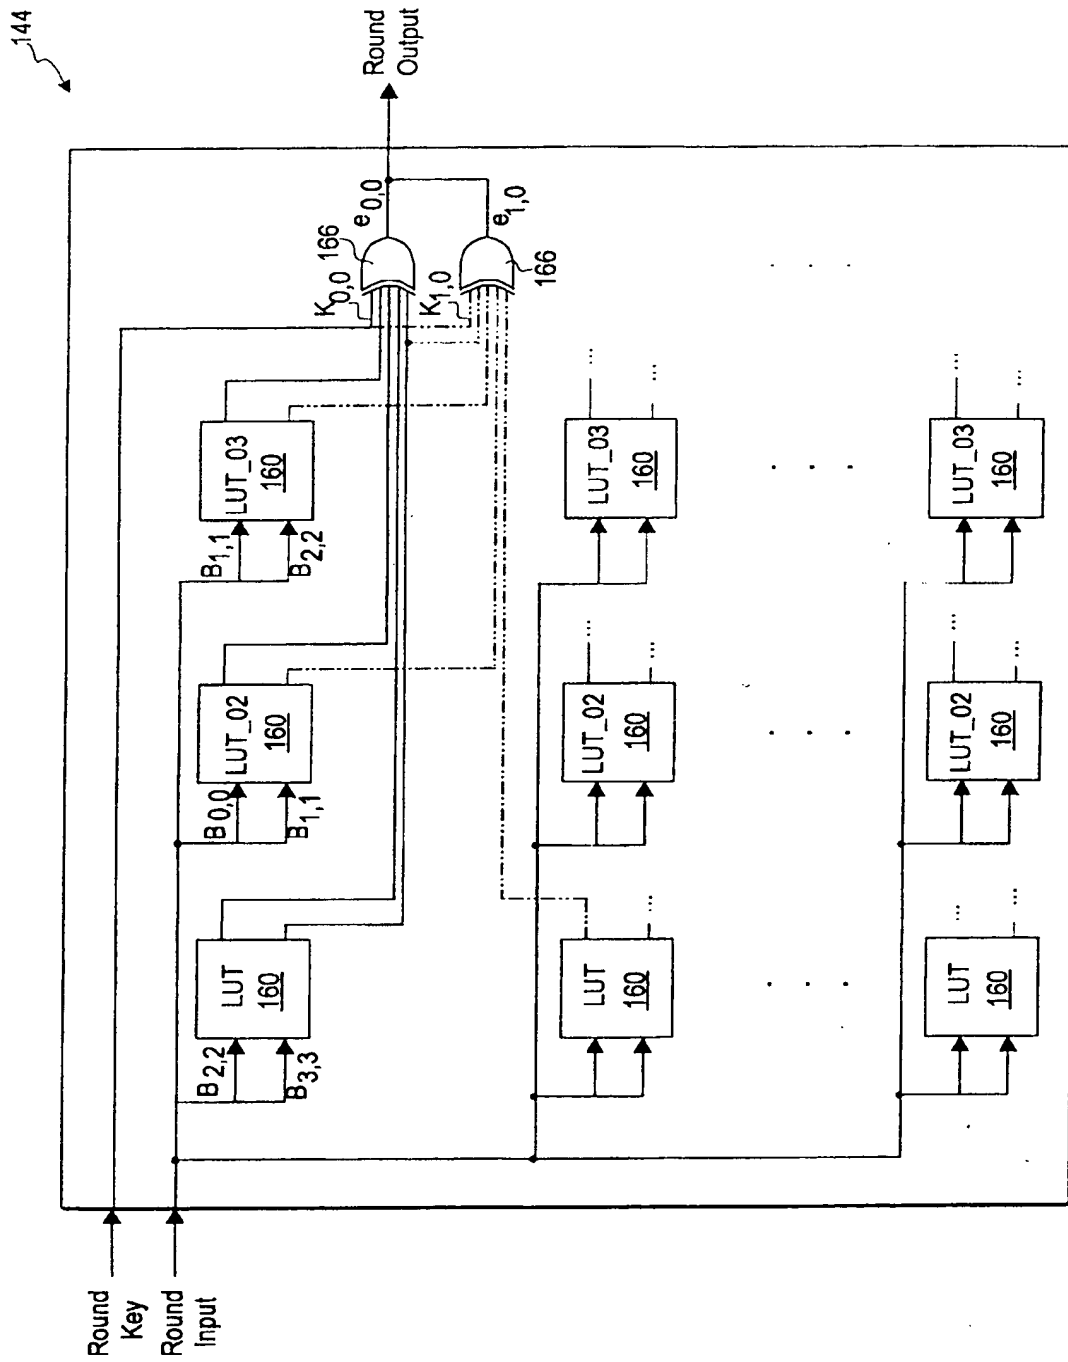 144
Round
Key
Round
Input
Round
Output
B2,2
B3,3
LUT
160
B0,0
B1,1
LUT_02
160
B1,1
B2,2
LUT_03
160
K0,0
166
e0,0
K1,0
166
e1,0
LUT
160
...
LUT_02
160
...
...
LUT_03
160
...
...
. . .
. . .
. . .
. . .
LUT
160
...
...
LUT_02
160
...
...
LUT_03
160
...
...